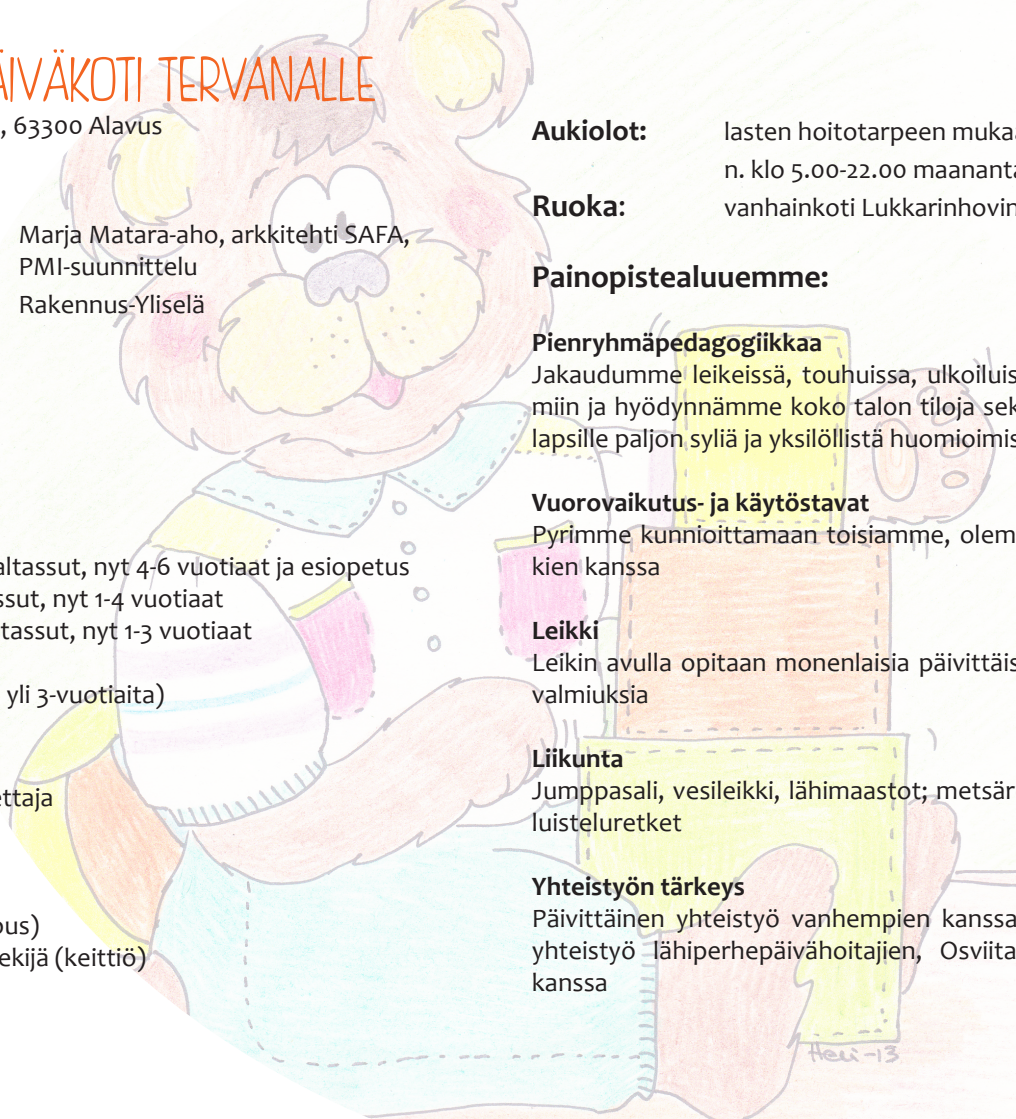 ÄIVÄKOTI TERVANALLE
, 63300 Alavus
Marja Matara-aho, arkkitehti SAFA,
PMI-suunnittelu
Rakennus-Yliselä
altassut, nyt 4-6 vuotiaat ja esiopetus
ssut, nyt 1-4 vuotiaat
tassut, nyt 1-3 vuotiaat
yli 3-vuotiaita)
ettaja
ous)
ekijä (keittiö)
Aukiolot: lasten hoitotarpeen mukaa
n. klo 5.00-22.00 maananta
Ruoka: vanhainkoti Lukkarinhovin
Painopistealuuemme:
Pienryhmäpedagogiikkaa
Jakaudumme leikeissä, touhuissa, ulkoiluis
miin ja hyödynnämme koko talon tiloja sek
lapsille paljon syliä ja yksilöllistä huomioimis
Vuorovaikutus- ja käytöstavat
Pyrimme kunnioittamaan toisiamme, olem
kien kanssa
Leikki
Leikin avulla opitaan monenlaisia päivittäis
valmiuksia
Liikunta
Jumppasali, vesileikki, lähimaastot; metsär
luisteluretket
Yhteistyön tärkeys
Päivittäinen yhteistyö vanhempien kanssa
yhteistyö lähiperhepäivähoitajien, Osviita
kanssa